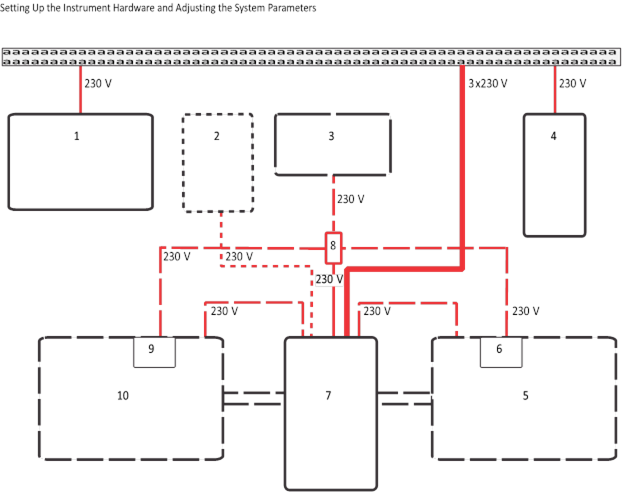 Setting Up the Instrument Hardware and Adjusting the System Parameters
230 V
3x230 V
230 V
1
2
3
4
230 V
8
230 V
230 V
230 V
230 V
230 V
230 V
9
6
10
7
5